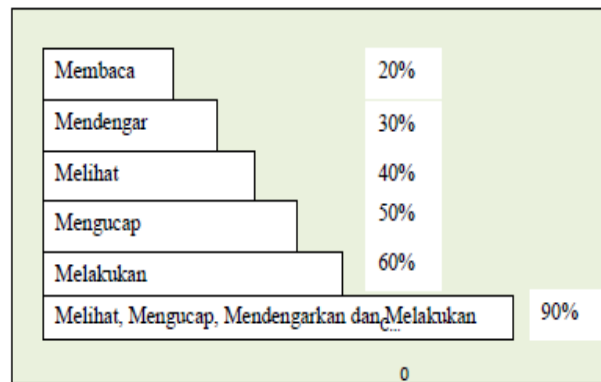 Membaca 20%
Mendengar 30%
Melihat 40%
Mengucap 50%
Melakukan 60%
Melihat, Mengucap, Mendengarkan dan Melakukan 90%
0